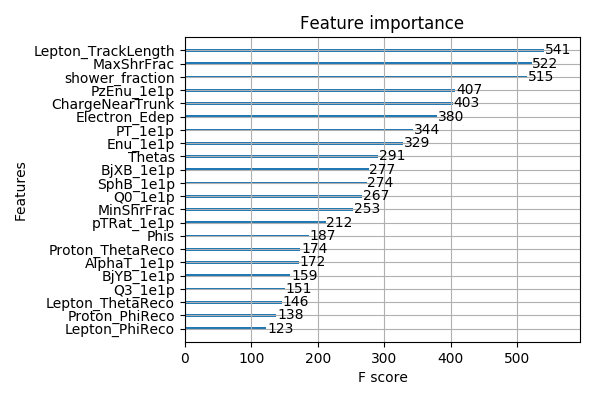 Feature importance
Lepton_TrackLength 541
MaxShrFrac 522
shower_fraction 515
PzEnu_1e1p 407
ChargeNearTrunk 403
Electron_Edep 380
PT_1e1p 344
Enu_1e1p 329
Thetas 291
BjXB_1e1p 277
SphB_1e1p 274
Q0_1e1p 267
MinShrFrac 253
pTRat_1e1p 212
Phis 187
Proton_ThetaReco 174
AlphaT_1e1p 172
BjYB_1e1p 159
Q3_1e1p 151
Lepton_ThetaReco 146
Proton_PhiReco 138
Lepton_PhiReco 123
Features
0 100 200 300 400 500
F score